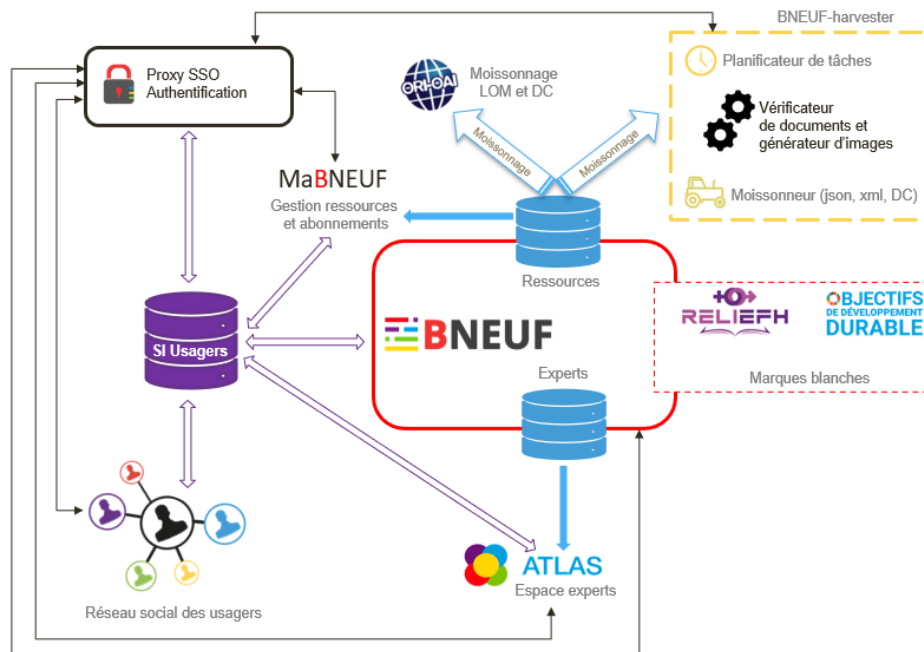 BNEUF-harvester
Proxy SSO
Authentification
Planificateur de tâches
ORI-OAI
Moissonnage
LOM et DC
Vérificateur
de documents et
générateur d'images
Moissonnage
Moissonnage
MaBNEUF
Gestion ressources
et abonnements
Moissonneur (json, xml, DC)
Ressources
RELIEFH
OBJECTIFS
DE DÉVELOPPEMENT
DURABLE
SI Usagers
BNEUF
Experts
Marques blanches
ATLAS
Espace experts
Réseau social des usagers